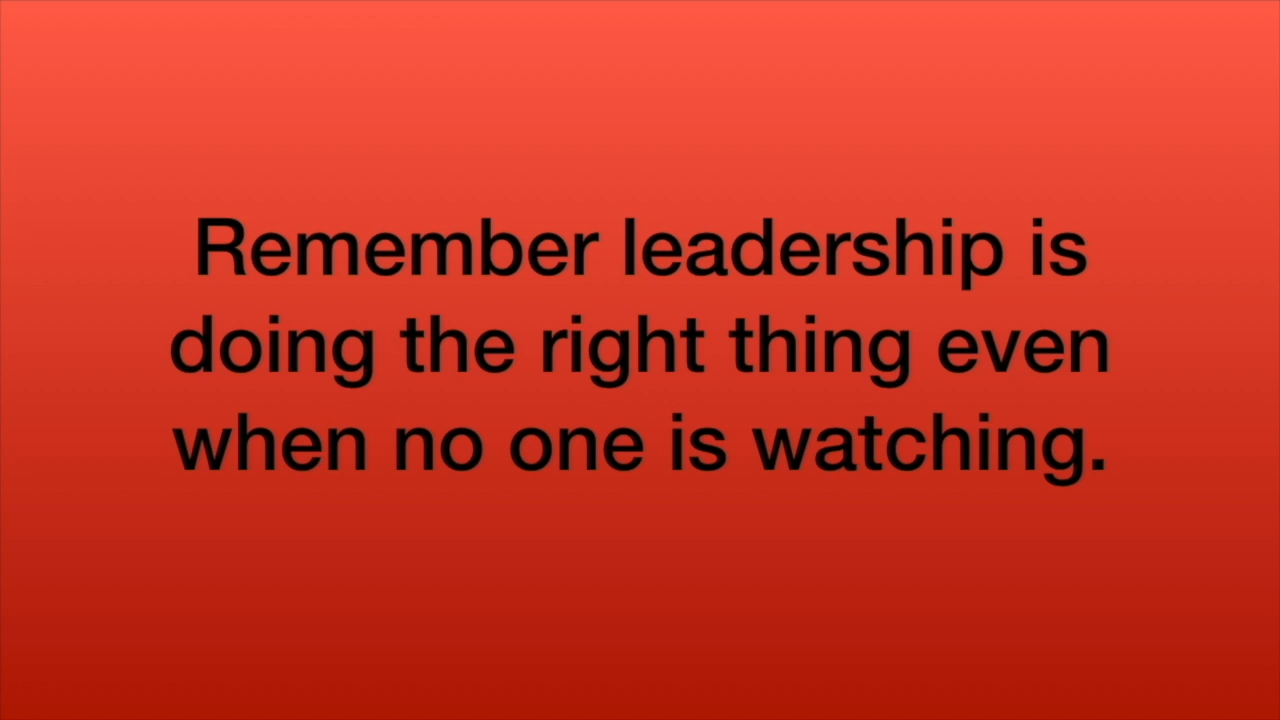 Remember leadership is
doing the right thing even
when no one is watching.